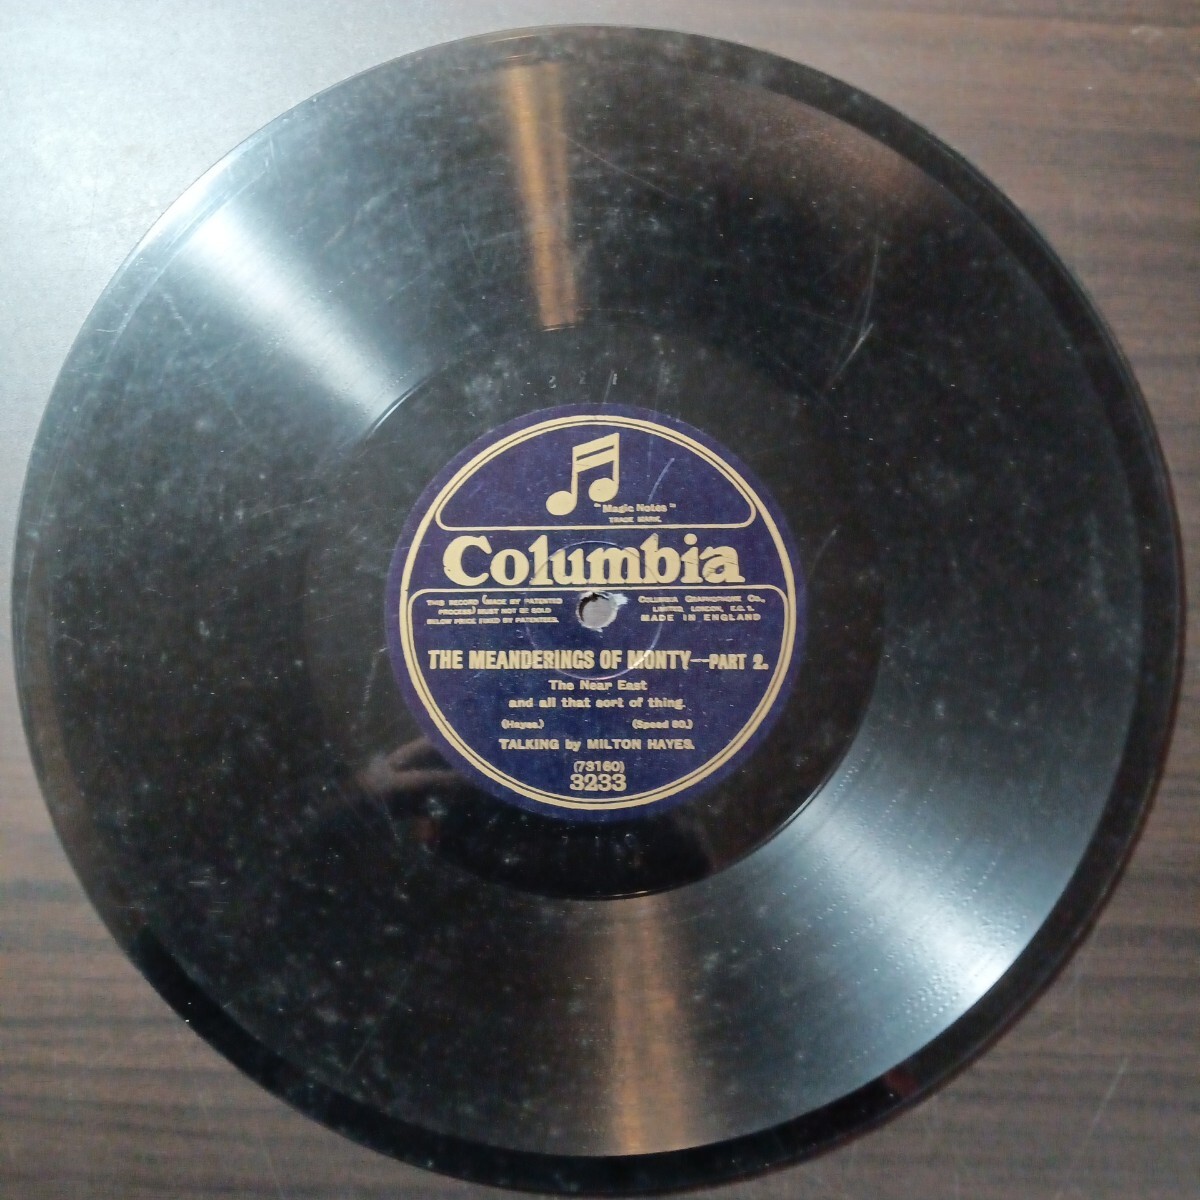 "Magic Notes"
TRADE MARK.
Columbia
THIS RECORD (MADE BY PATENTED
PROCESS) MUST NOT BE SOLD
BELOW PRICE FIXED BY PATENTEES.
COLUMBIA GRAPHOPHONE CO.,
LIMITED, LONDON, E.C. 1.
MADE IN ENGLAND
THE MEANDERINGS OF MONTY—PART 2.
The Near East
and all that sort of thing.
(Hayes.) (Speed 80.)
TALKING by MILTON HAYES.
(73160)
3233